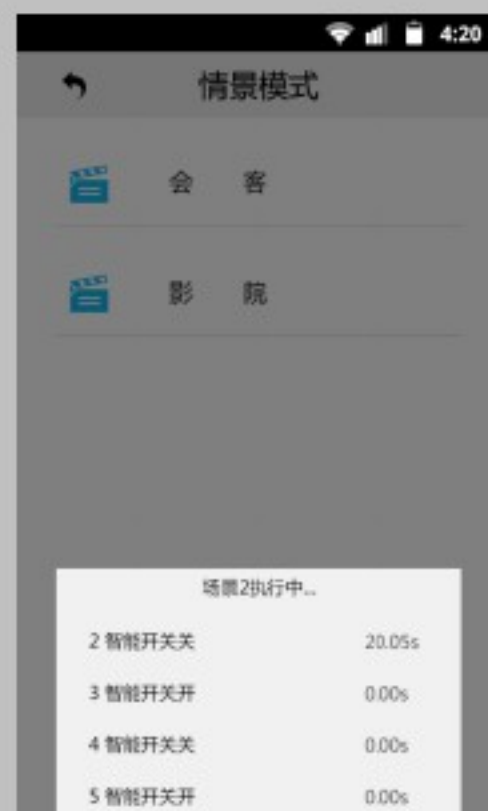 4:20
情景模式
会 客
影 院
场景2执行中...
2 智能开关关 20.05s
3 智能开关开 0.00s
4 智能开关关 0.00s
5 智能开关开 0.00s